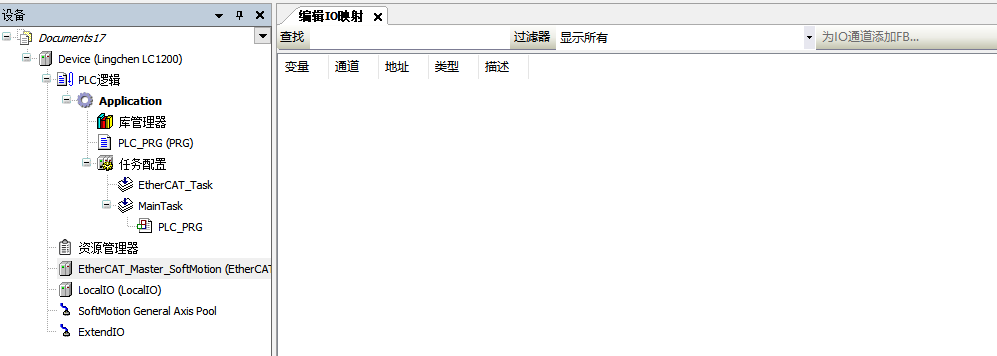 设备
Documents17
Device (Lingchen LC1200)
PLC逻辑
Application
库管理器
PLC_PRG (PRG)
任务配置
EtherCAT_Task
MainTask
PLC_PRG
资源管理器
EtherCAT_Master_SoftMotion (EtherCAT
LocalIO (LocalIO)
SoftMotion General Axis Pool
ExtendIO
编辑IO映射
查找 过滤器 显示所有 为IO通道添加FB...
变量 通道 地址 类型 描述